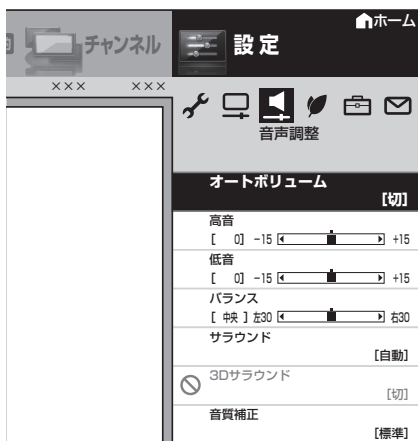 ホーム
チャンネル
設定
××× ×××
音声調整
オートボリューム
[切]
高音
[ 0] -15 +15
低音
[ 0] -15 +15
バランス
[ 中央 ] 左30 右30
サラウンド
[自動]
3Dサラウンド
[切]
音質補正
[標準]